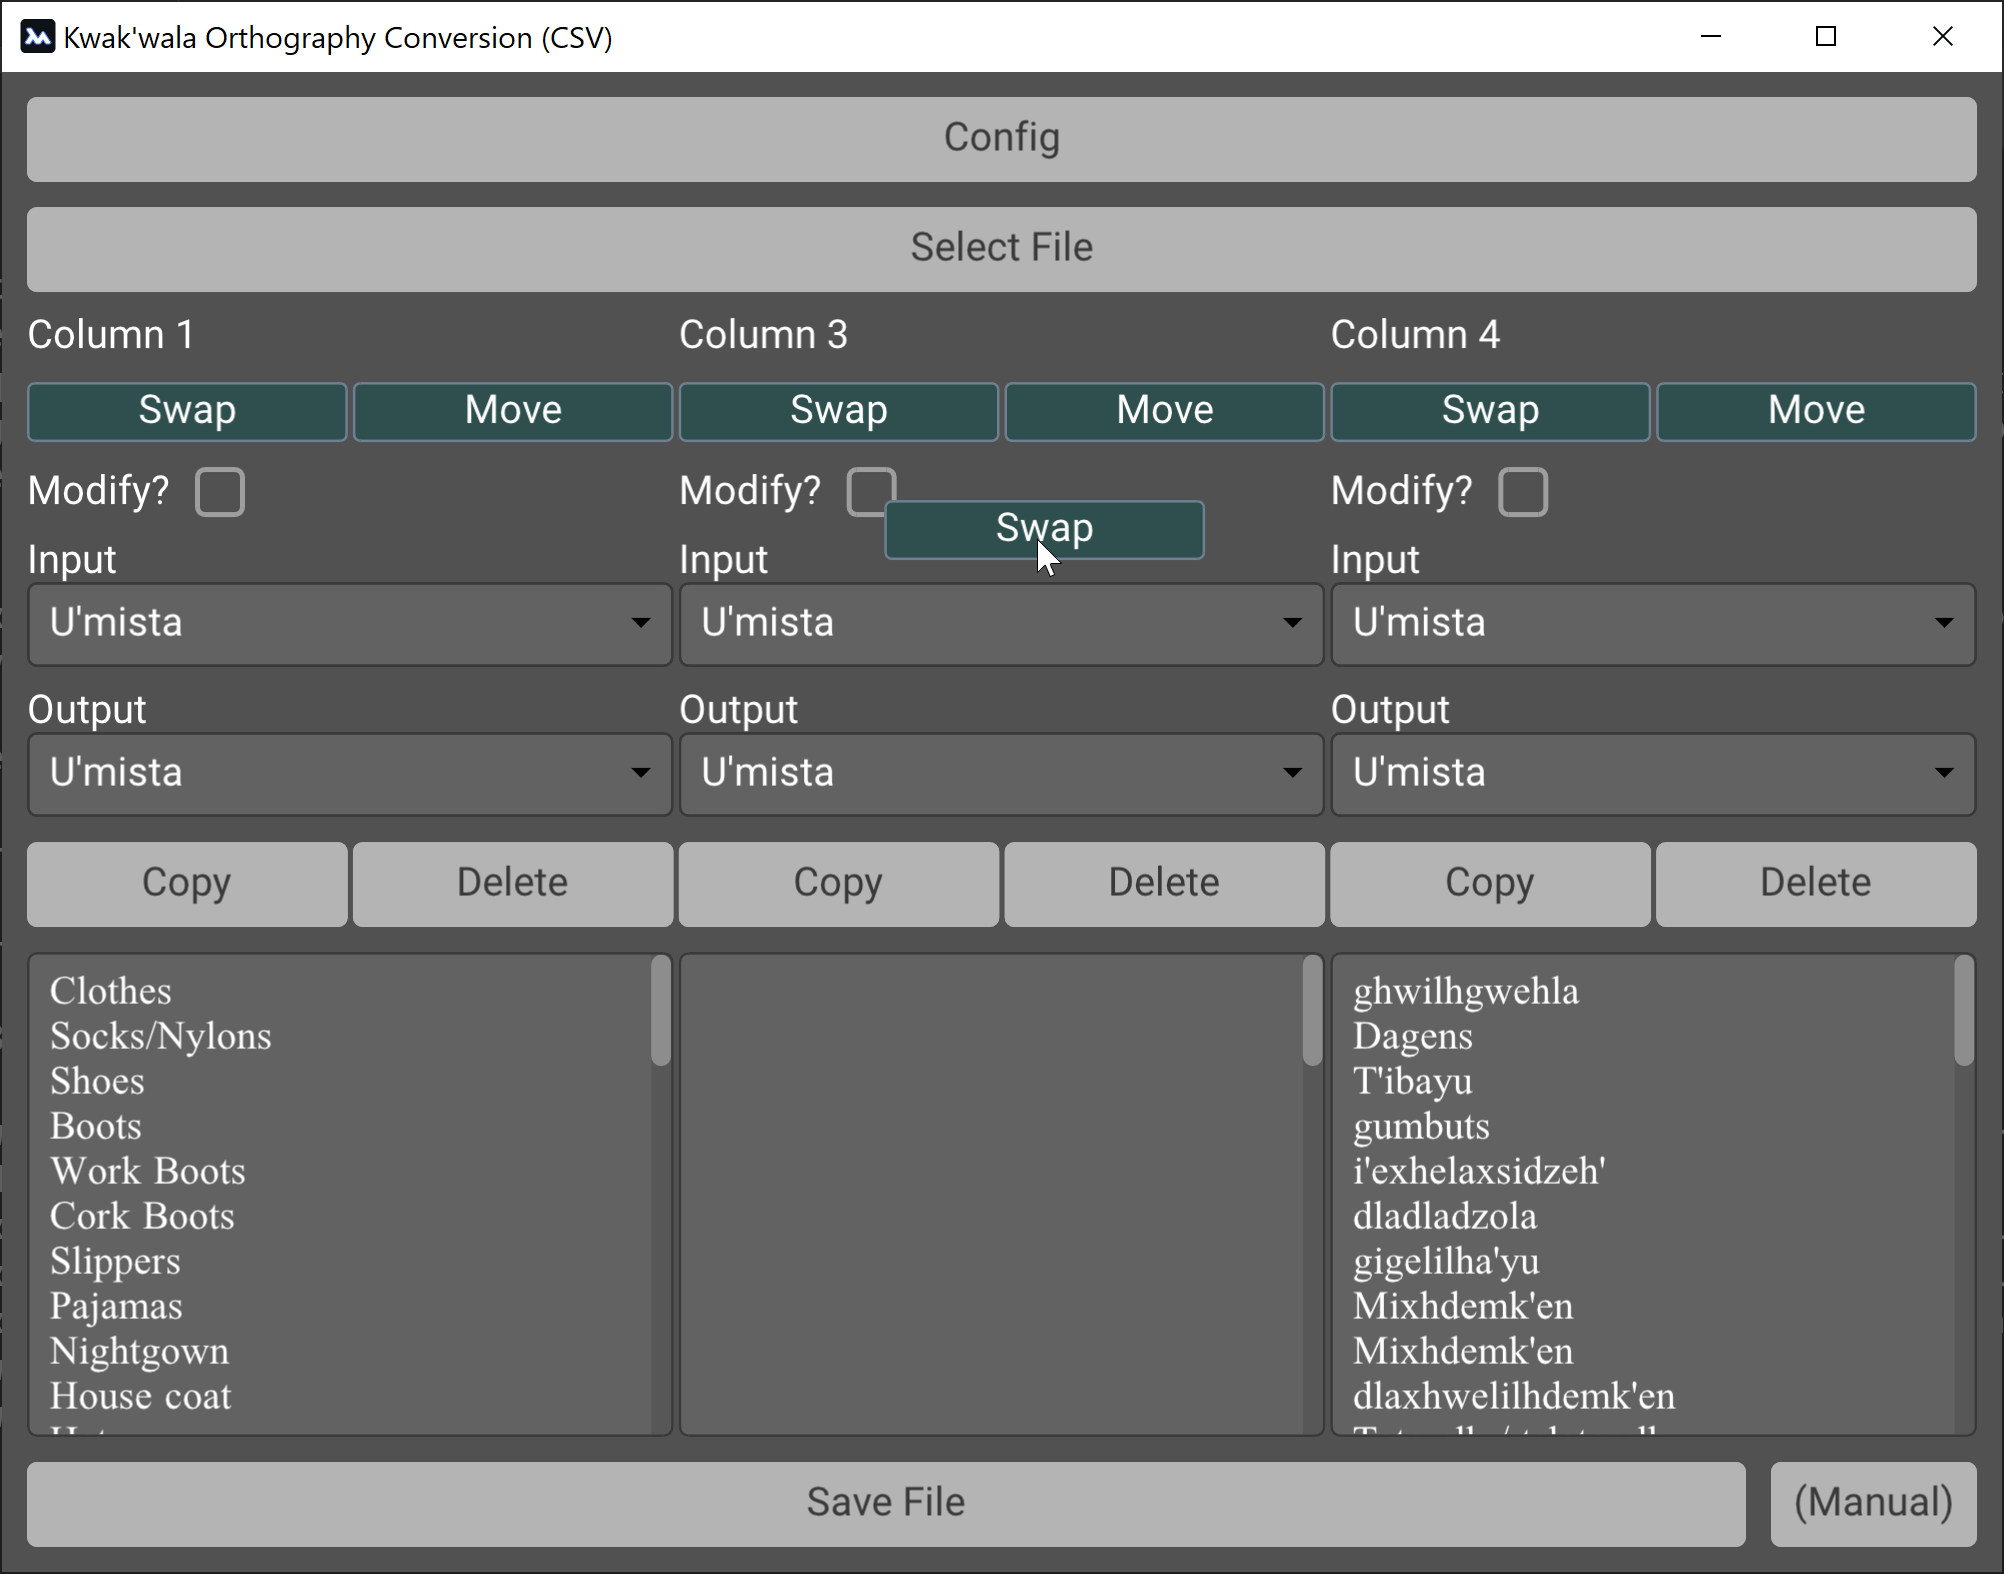 Kwak'wala Orthography Conversion (CSV)
Config
Select File
Column 1 Column 3 Column 4
Swap Move Swap Move Swap Move
Modify? Modify? Modify?
Swap
Input Input Input
U'mista U'mista U'mista
Output Output Output
U'mista U'mista U'mista
Copy Delete Copy Delete Copy Delete
Clothes
Socks/Nylons
Shoes
Boots
Work Boots
Cork Boots
Slippers
Pajamas
Nightgown
House coat
ghwilhgwehla
Dagens
T'ibayu
gumbuts
i'exhelaxsidzeh'
dladladzola
gigelilha'yu
Mixhdemk'en
Mixhdemk'en
dlaxhwelilhdemk'en
Save File (Manual)